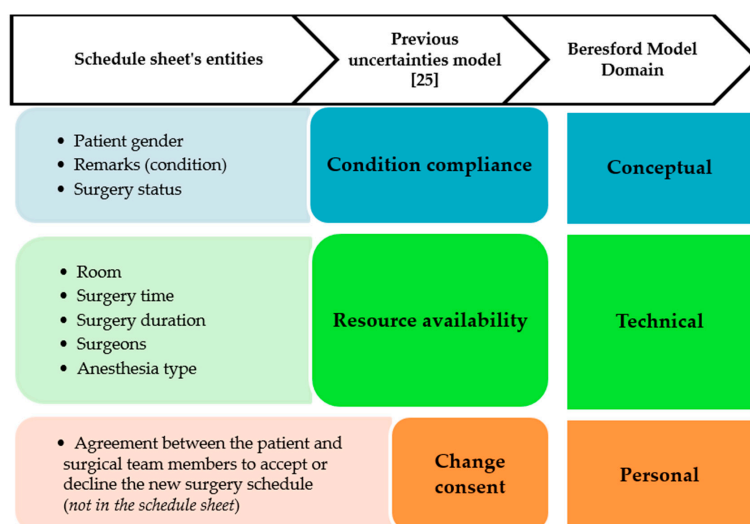 Schedule sheet's entities
Previous
uncertainties model
[25]
Beresford Model
Domain
• Patient gender
• Remarks (condition)
• Surgery status
Condition compliance
Conceptual
• Room
• Surgery time
• Surgery duration
• Surgeons
• Anesthesia type
Resource availability
Technical
• Agreement between the patient and
surgical team members to accept or
decline the new surgery schedule
(not in the schedule sheet)
Change
consent
Personal